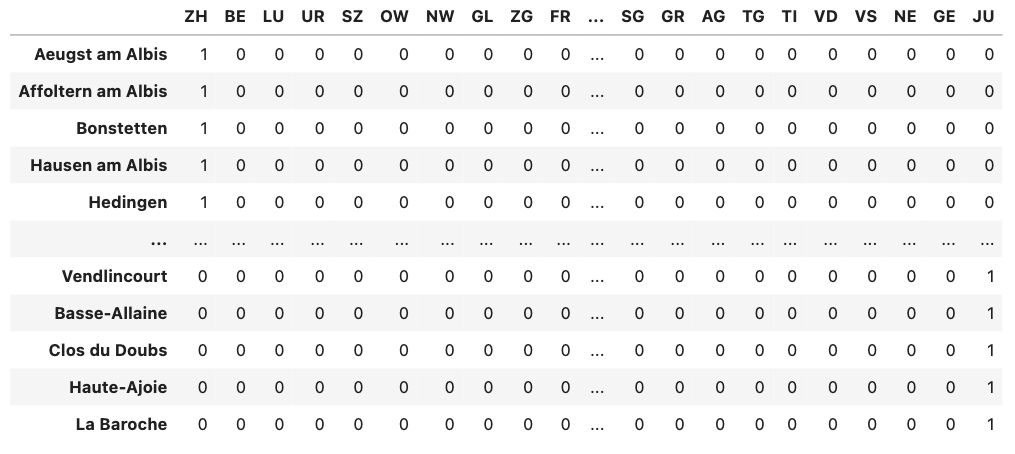 ZH BE LU UR SZ OW NW GL ZG FR ... SG GR AG TG TI VD VS NE GE JU
Aeugst am Albis 1 0 0 0 0 0 0 0 0 0 ... 0 0 0 0 0 0 0 0 0 0
Affoltern am Albis 1 0 0 0 0 0 0 0 0 0 ... 0 0 0 0 0 0 0 0 0 0
Bonstetten 1 0 0 0 0 0 0 0 0 0 ... 0 0 0 0 0 0 0 0 0 0
Hausen am Albis 1 0 0 0 0 0 0 0 0 0 ... 0 0 0 0 0 0 0 0 0 0
Hedingen 1 0 0 0 0 0 0 0 0 0 ... 0 0 0 0 0 0 0 0 0 0
... ... ... ... ... ... ... ... ... ... ... ... ... ... ... ... ... ... ... ... ... ...
Vendlincourt 0 0 0 0 0 0 0 0 0 0 ... 0 0 0 0 0 0 0 0 0 1
Basse-Allaine 0 0 0 0 0 0 0 0 0 0 ... 0 0 0 0 0 0 0 0 0 1
Clos du Doubs 0 0 0 0 0 0 0 0 0 0 ... 0 0 0 0 0 0 0 0 0 1
Haute-Ajoie 0 0 0 0 0 0 0 0 0 0 ... 0 0 0 0 0 0 0 0 0 1
La Baroche 0 0 0 0 0 0 0 0 0 0 ... 0 0 0 0 0 0 0 0 0 1